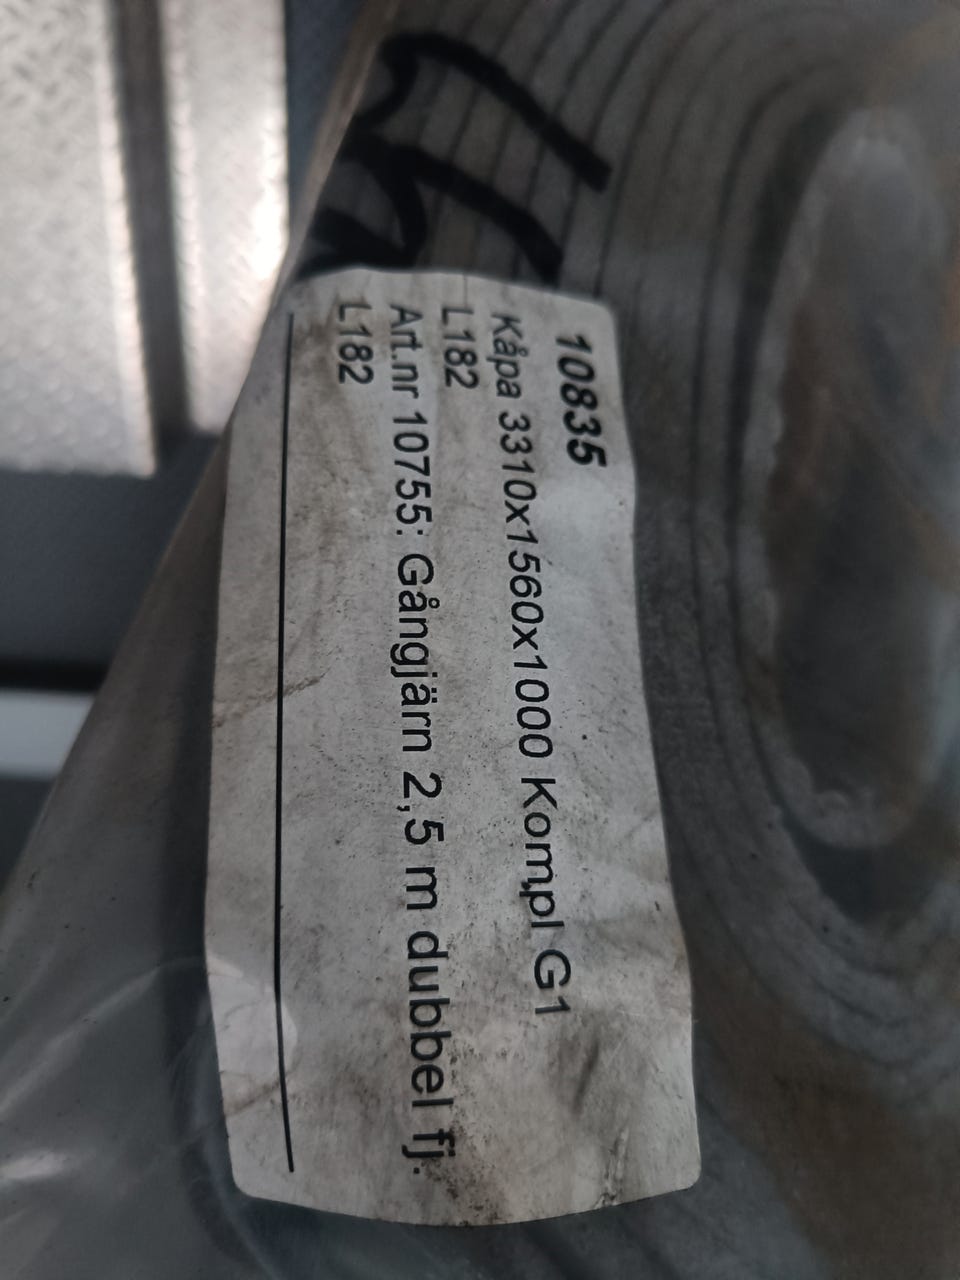 10835
Kåpa 3310x1560x1000 Kompl G1
L182
Art.nr 10755: Gångjärn 2,5 m dubbel fj.
L182